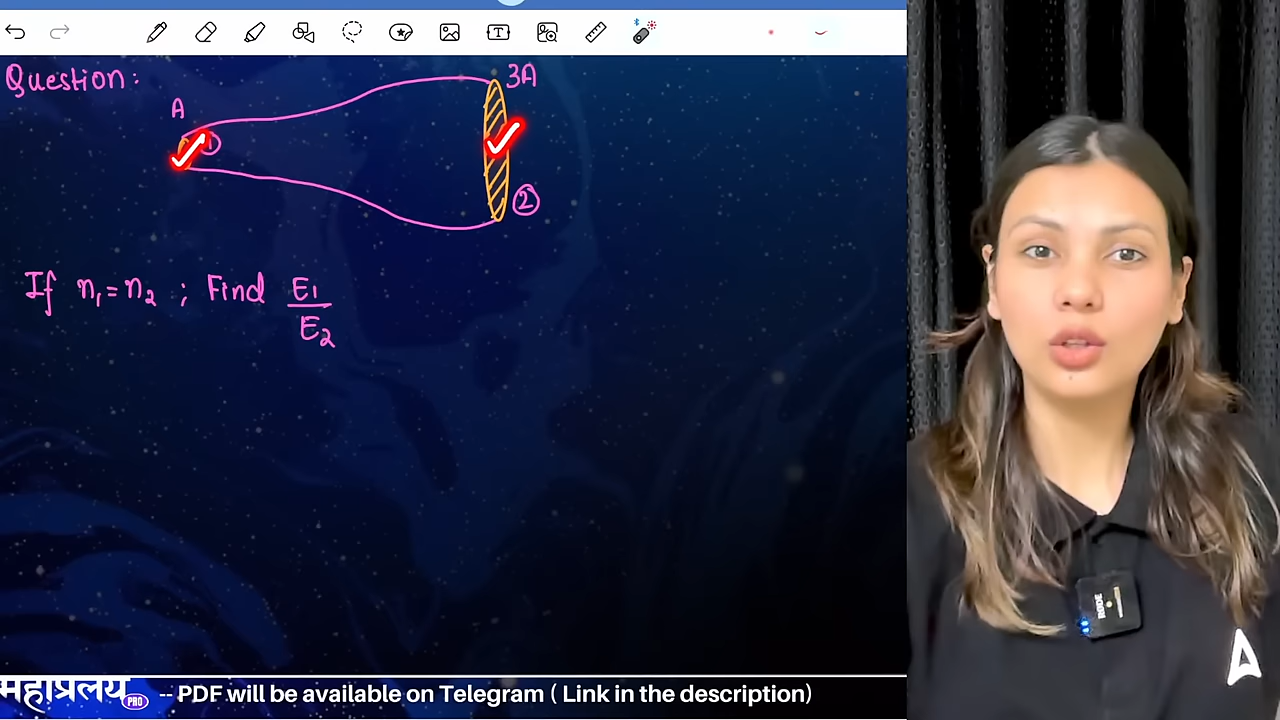 Question:
A
3A
①
②
If n₁ = n₂ ; Find E₁/E₂
महाप्रलय PRO
-- PDF will be available on Telegram ( Link in the description)
RODE